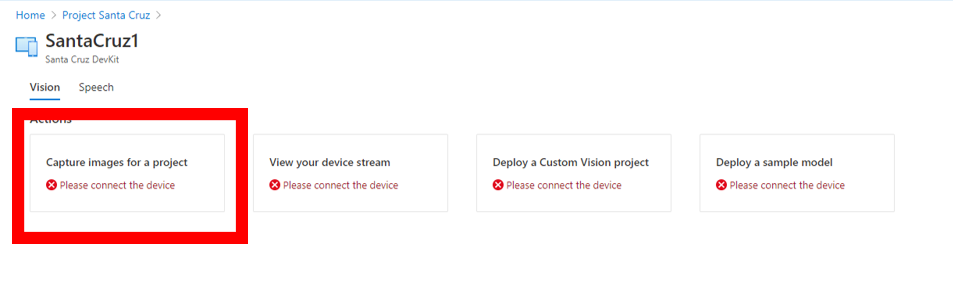 Home > Project Santa Cruz >
SantaCruz1
Santa Cruz DevKit
Vision Speech
Actions
Capture images for a project
Please connect the device
View your device stream
Please connect the device
Deploy a Custom Vision project
Please connect the device
Deploy a sample model
Please connect the device